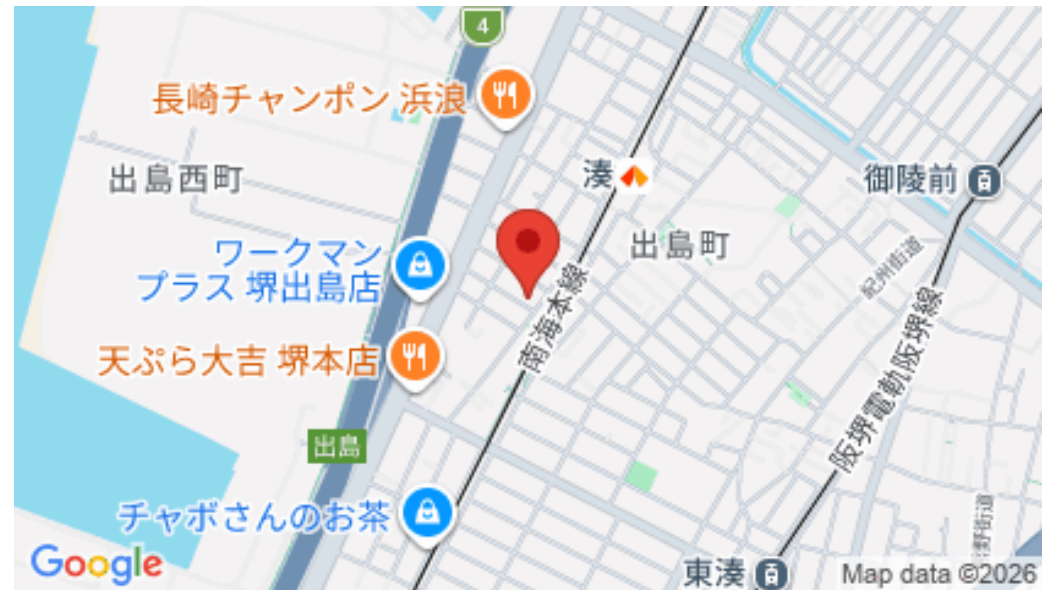 4
長崎チャンポン 浜浪
湊
御陵前
出島西町
出島町
ワークマン
プラス 堺出島店
紀州街道
南海本線
天ぷら大吉 堺本店
阪堺電軌阪堺線
出島
チャボさんのお茶
野街道
Google
東湊
Map data ©2026